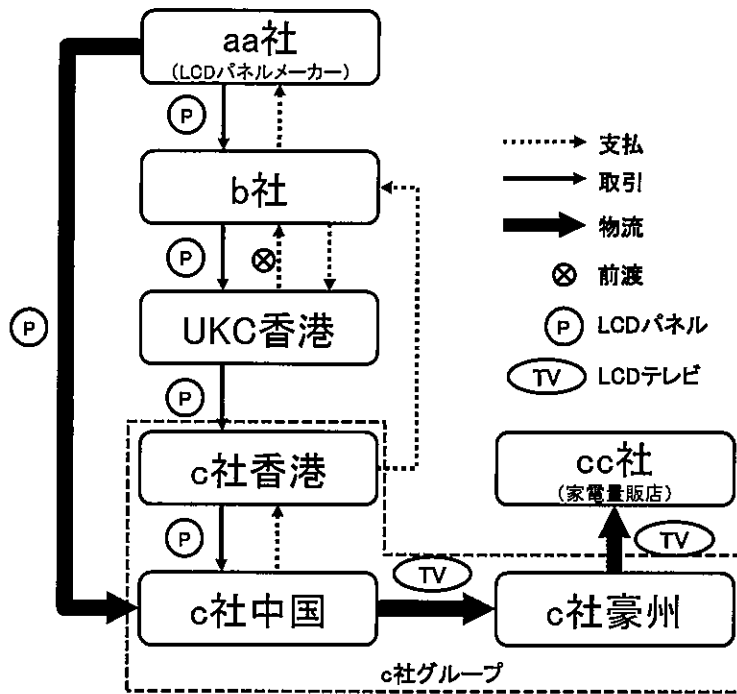 aa社
(LCDパネルメーカー)
P
b社
P
UKC香港
P
P
c社香港
P
c社中国
TV
c社豪州
TV
cc社
(家電量販店)
c社グループ
支払
取引
物流
前渡
P LCDパネル
TV LCDテレビ